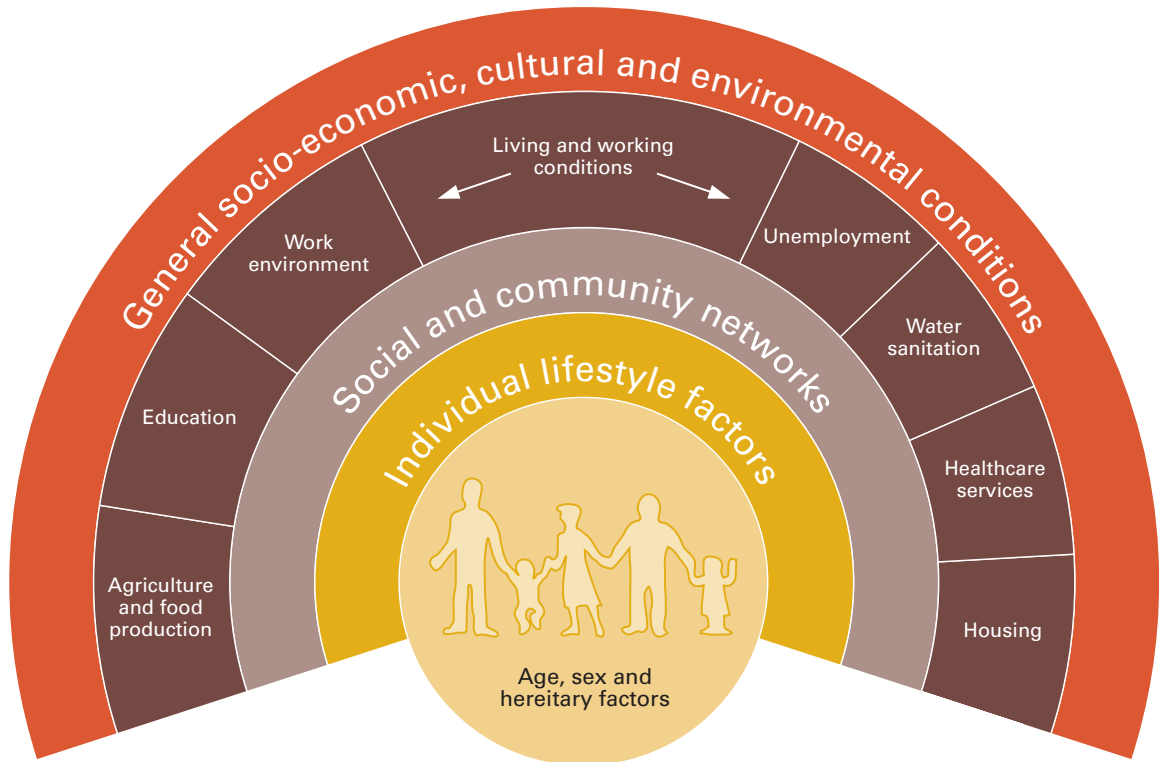 General socio-economic, cultural and environmental conditions
Living and working
conditions
Work
environment
Unemployment
Education
Water
sanitation
Agriculture
and food
production
Healthcare
services
Housing
Social and community networks
Individual lifestyle factors
Age, sex and
hereditary factors